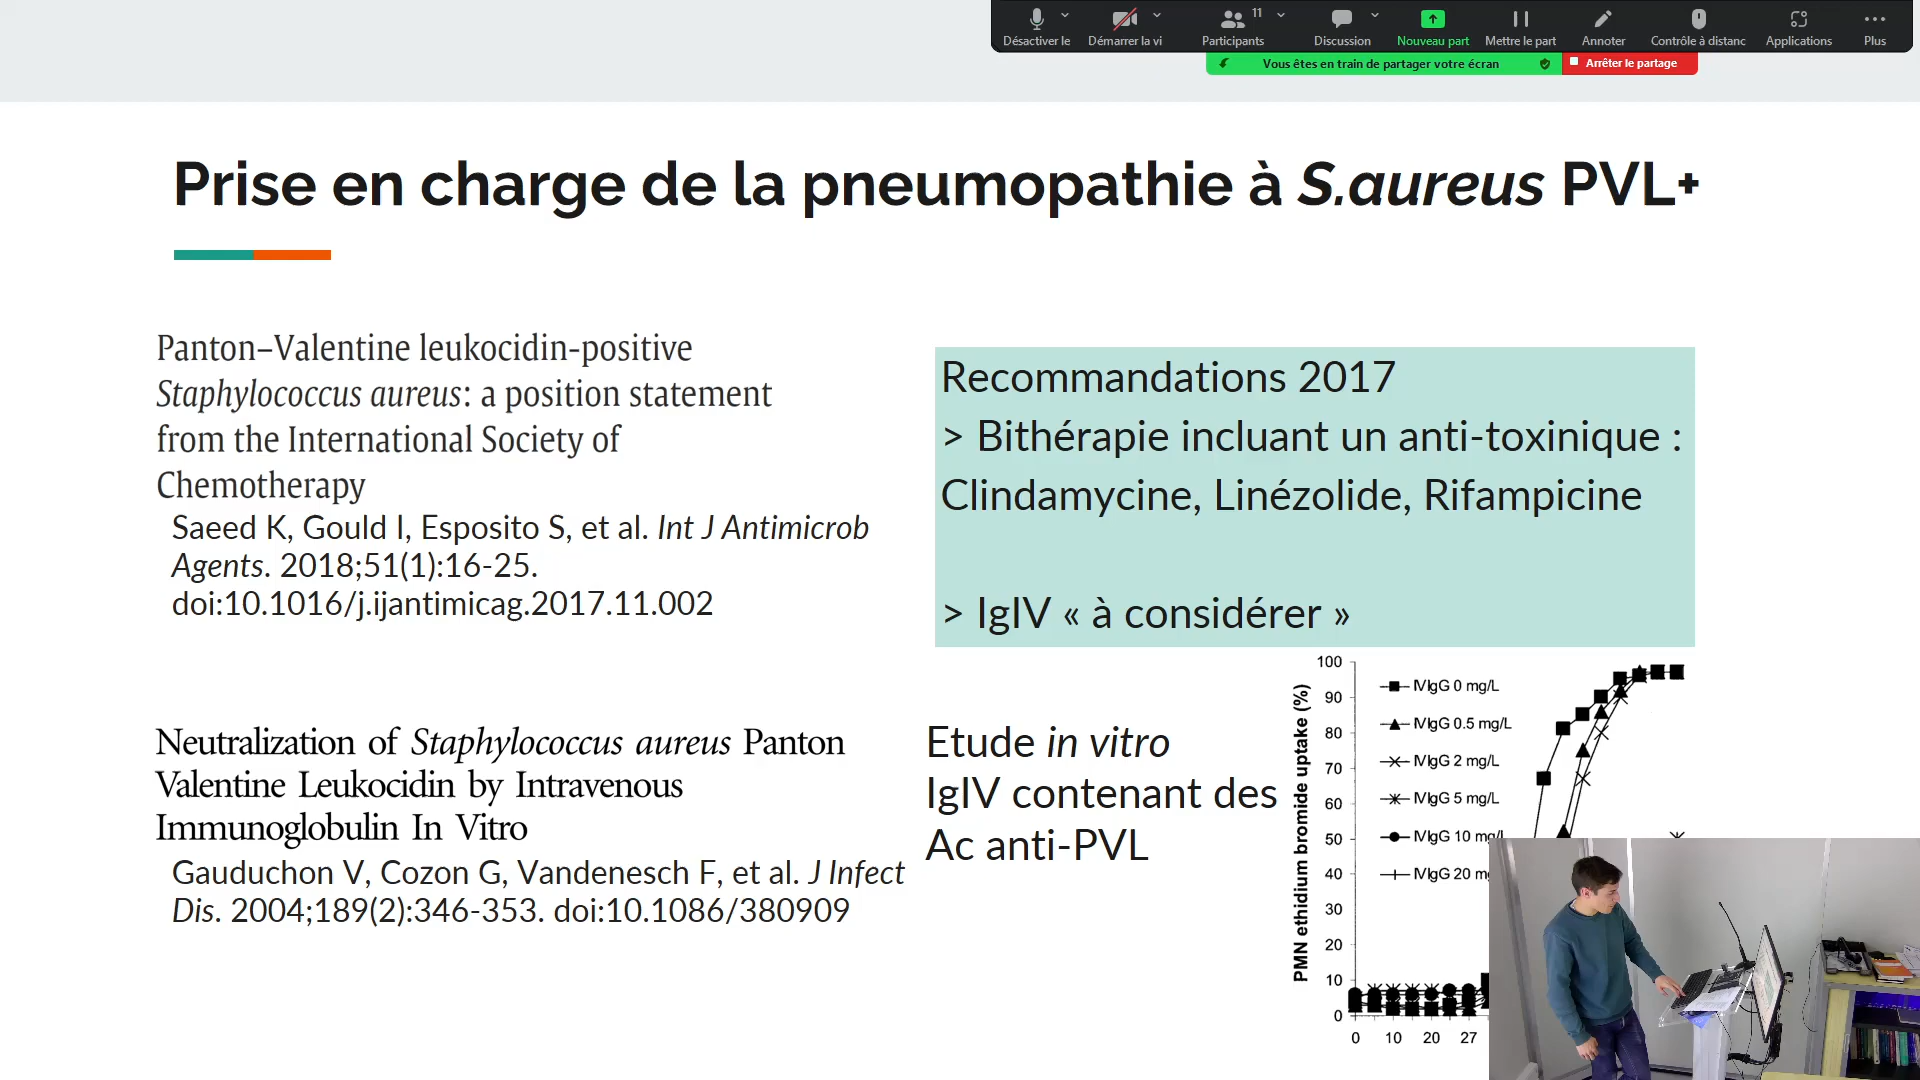 Désactiver le
Démarrer la vi
11
Participants
Discussion
Nouveau part
Mettre le part
Annoter
Contrôle à distanc
Applications
Plus
Vous êtes en train de partager votre écran
Arrêter le partage
Prise en charge de la pneumopathie à S.aureus PVL+
Panton–Valentine leukocidin-positive
Staphylococcus aureus: a position statement
from the International Society of
Chemotherapy
Saeed K, Gould I, Esposito S, et al. Int J Antimicrob
Agents. 2018;51(1):16-25.
doi:10.1016/j.ijantimicag.2017.11.002
Recommandations 2017
> Bithérapie incluant un anti-toxinique :
Clindamycine, Linézolide, Rifampicine
> IgIV « à considérer »
Neutralization of Staphylococcus aureus Panton
Valentine Leukocidin by Intravenous
Immunoglobulin In Vitro
Gauduchon V, Cozon G, Vandenesch F, et al. J Infect
Dis. 2004;189(2):346-353. doi:10.1086/380909
Etude in vitro
IgIV contenant des
Ac anti-PVL
PMN ethidium bromide uptake (%)
100
90
80
70
60
50
40
30
20
10
0
IVIgG 0 mg/L
IVIgG 0.5 mg/L
IVIgG 2 mg/L
IVIgG 5 mg/L
IVIgG 10 mg/L
IVIgG 20 mg
0 10 20 27